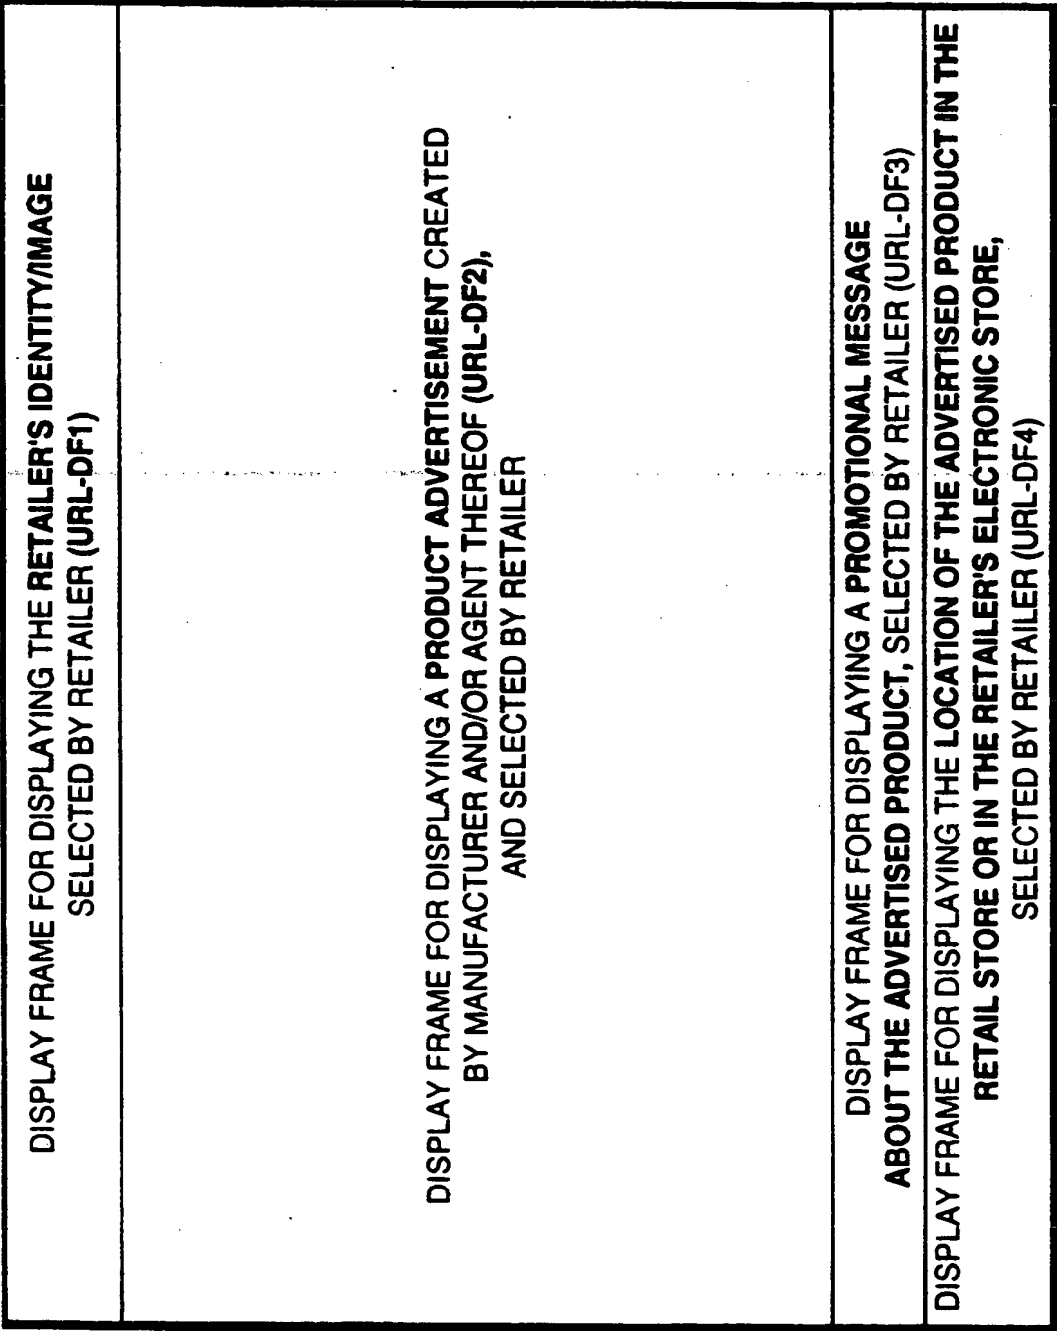 DISPLAY FRAME FOR DISPLAYING THE RETAILER'S IDENTITY/IMAGE
SELECTED BY RETAILER (URL-DF1)
DISPLAY FRAME FOR DISPLAYING A PRODUCT ADVERTISEMENT CREATED
BY MANUFACTURER AND/OR AGENT THEREOF (URL-DF2),
AND SELECTED BY RETAILER
DISPLAY FRAME FOR DISPLAYING A PROMOTIONAL MESSAGE
ABOUT THE ADVERTISED PRODUCT, SELECTED BY RETAILER (URL-DF3)
DISPLAY FRAME FOR DISPLAYING THE LOCATION OF THE ADVERTISED PRODUCT IN THE
RETAIL STORE OR IN THE RETAILER'S ELECTRONIC STORE,
SELECTED BY RETAILER (URL-DF4)